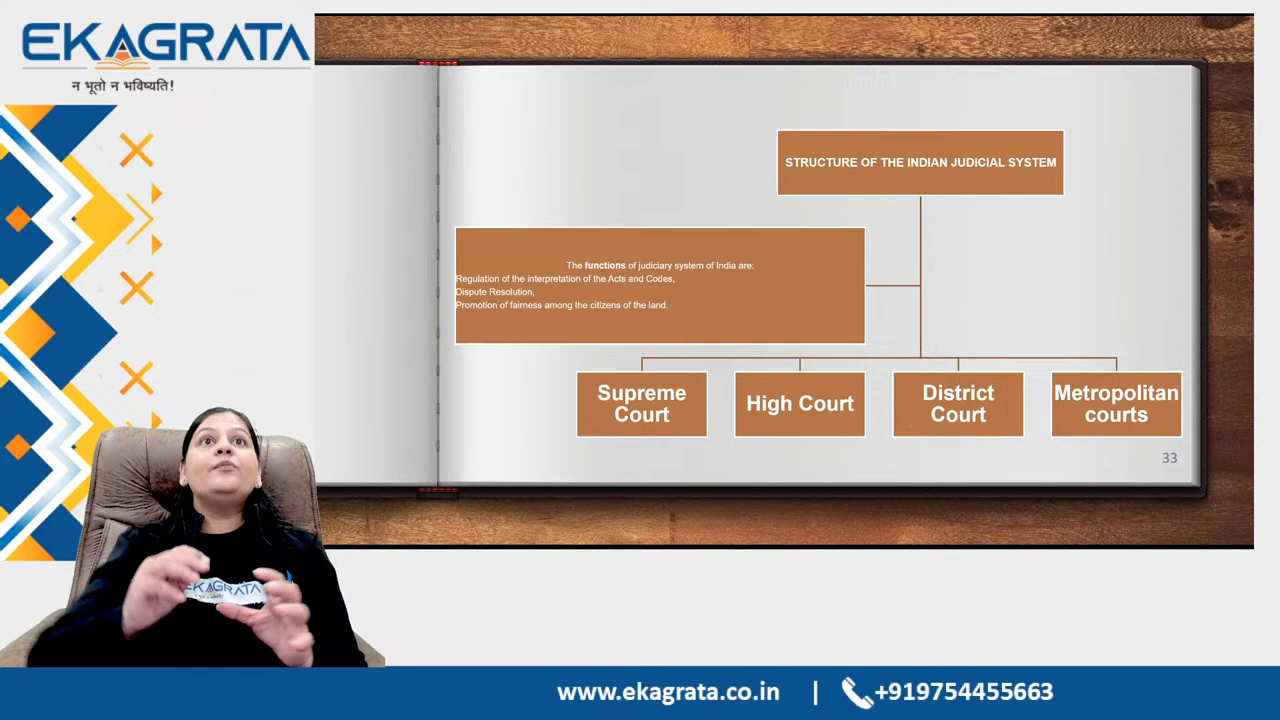 EKAGRATA
न भूतो न भविष्यति!
STRUCTURE OF THE INDIAN JUDICIAL SYSTEM
The functions of judiciary system of India are:
Regulation of the interpretation of the Acts and Codes,
Dispute Resolution,
Promotion of fairness among the citizens of the land.
Supreme
Court
High Court
District
Court
Metropolitan
courts
33
EKAGRATA
www.ekagrata.co.in | +919754455663